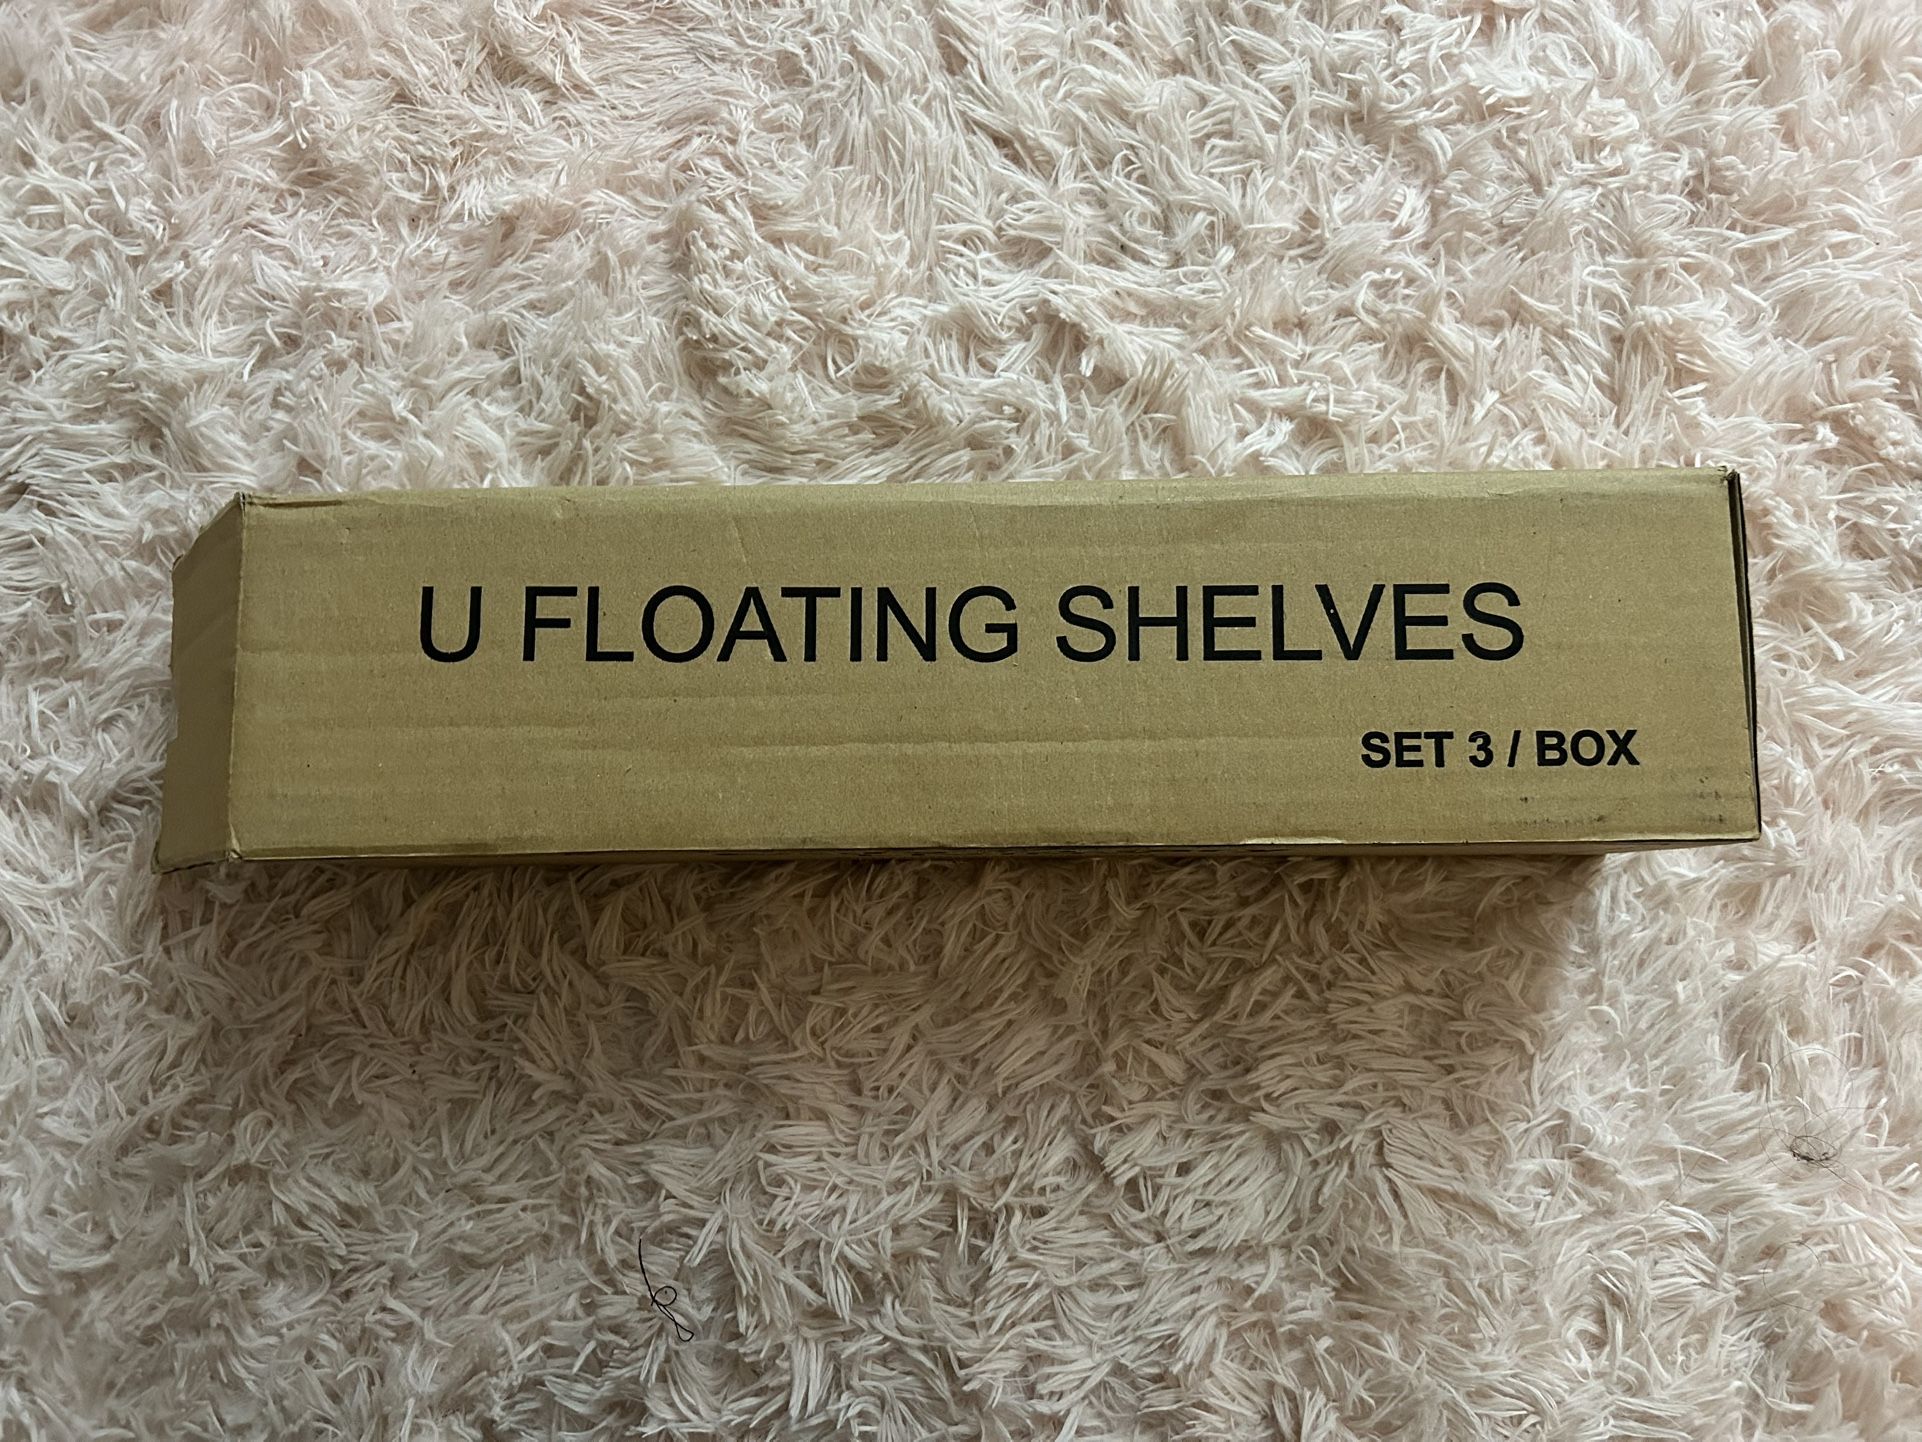 U FLOATING SHELVES
SET 3 / BOX